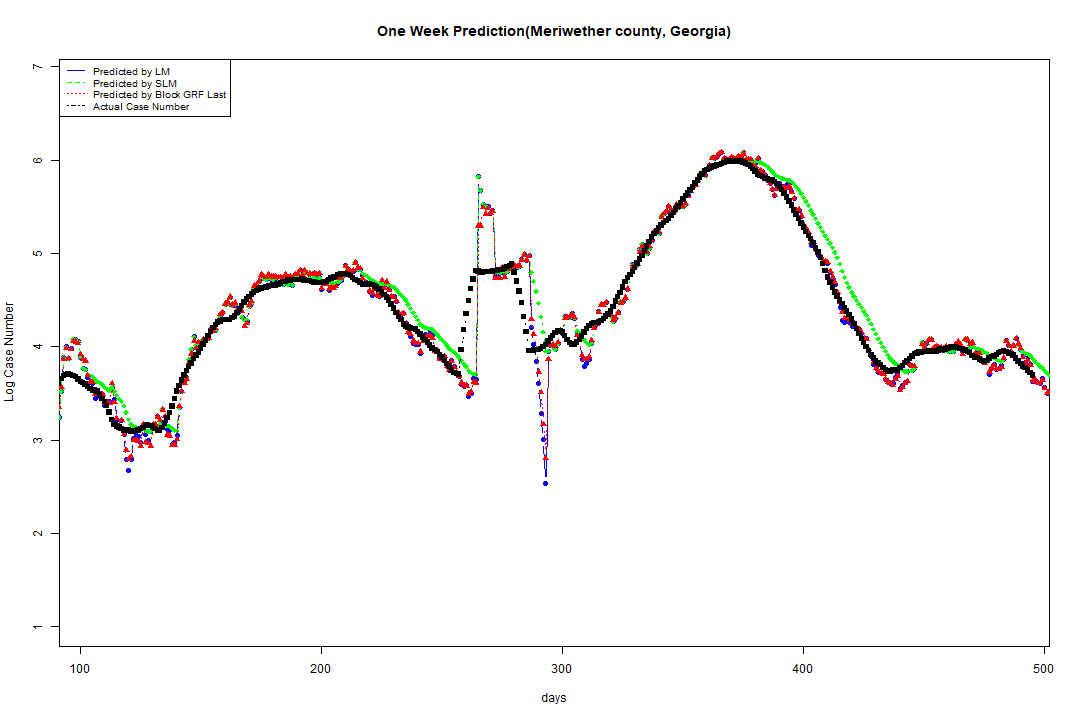 One Week Prediction(Meriwether county, Georgia)
Predicted by LM
Predicted by SLM
Predicted by Block GRF Last
Actual Case Number
Log Case Number
7
6
5
4
3
2
1
100 200 300 400 500
days